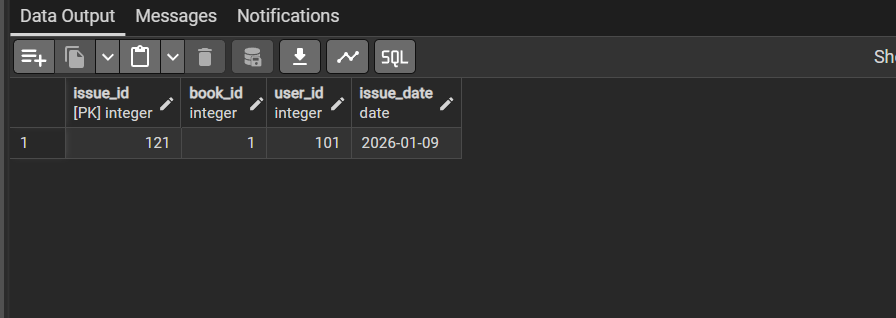 Data Output Messages Notifications
SQL Sho
issue_id book_id user_id issue_date
[PK] integer integer integer date
1 121 1 101 2026-01-09